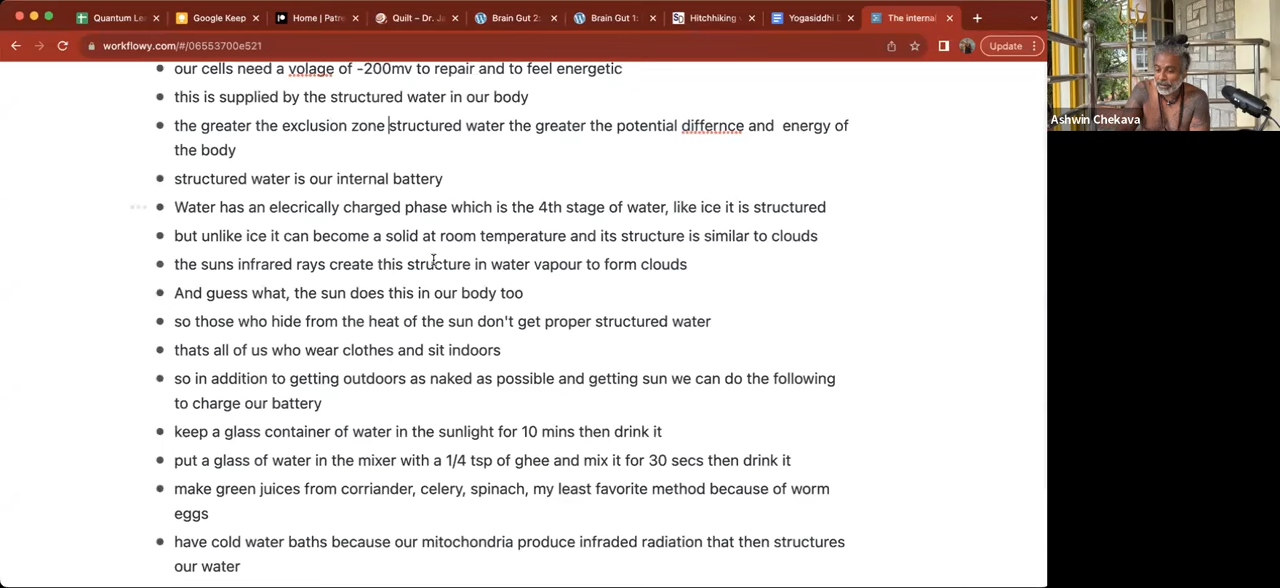 Quantum Le
Google Keep
Home | Patre
Quilt – Dr. Ja
Brain Gut 2:
Brain Gut 1:
Hitchhiking
Yogasiddhi D
The internal
workflowy.com/#/06553700e521
Update
our cells need a volage of -200mv to repair and to feel energetic
this is supplied by the structured water in our body
the greater the exclusion zone structured water the greater the potential differnce and energy of
the body
structured water is our internal battery
Water has an elecrically charged phase which is the 4th stage of water, like ice it is structured
but unlike ice it can become a solid at room temperature and its structure is similar to clouds
the suns infrared rays create this structure in water vapour to form clouds
And guess what, the sun does this in our body too
so those who hide from the heat of the sun don't get proper structured water
thats all of us who wear clothes and sit indoors
so in addition to getting outdoors as naked as possible and getting sun we can do the following
to charge our battery
keep a glass container of water in the sunlight for 10 mins then drink it
put a glass of water in the mixer with a 1/4 tsp of ghee and mix it for 30 secs then drink it
make green juices from corriander, celery, spinach, my least favorite method because of worm
eggs
have cold water baths because our mitochondria produce infraded radiation that then structures
our water
Ashwin Chekava